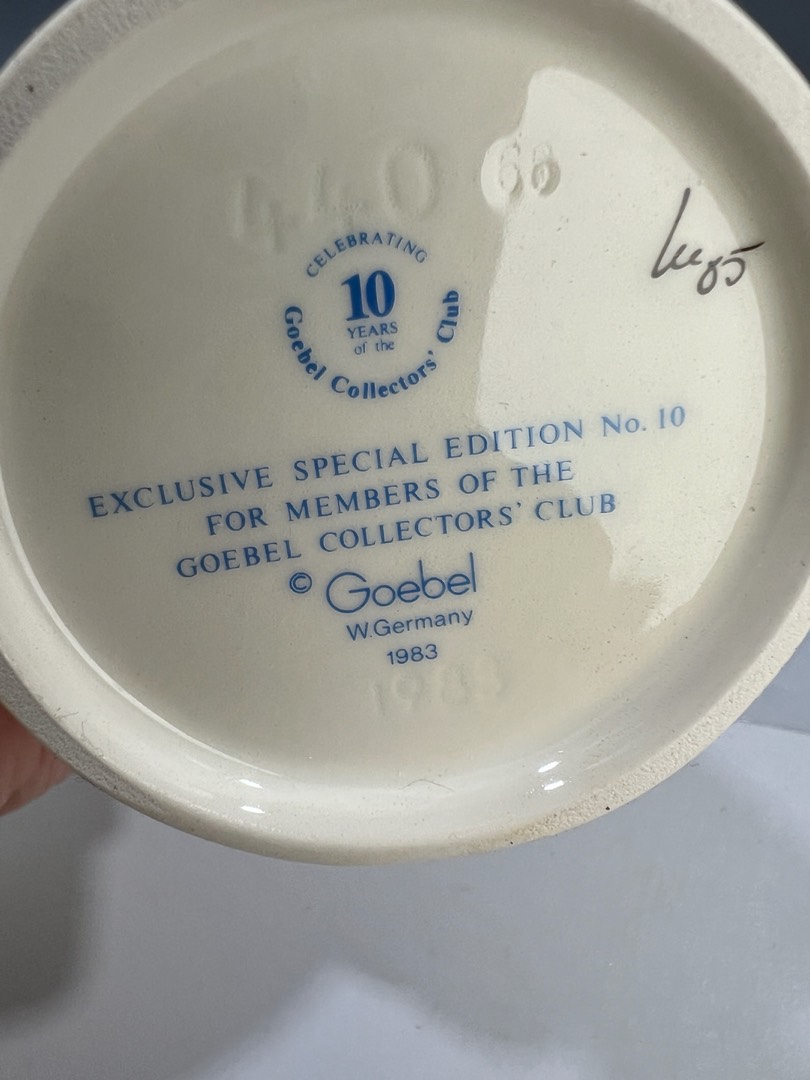 440 68
CELEBRATING
10
YEARS
of the
Goebel Collectors' Club
EXCLUSIVE SPECIAL EDITION No. 10
FOR MEMBERS OF THE
GOEBEL COLLECTORS' CLUB
© Goebel
W.Germany
1983
1983